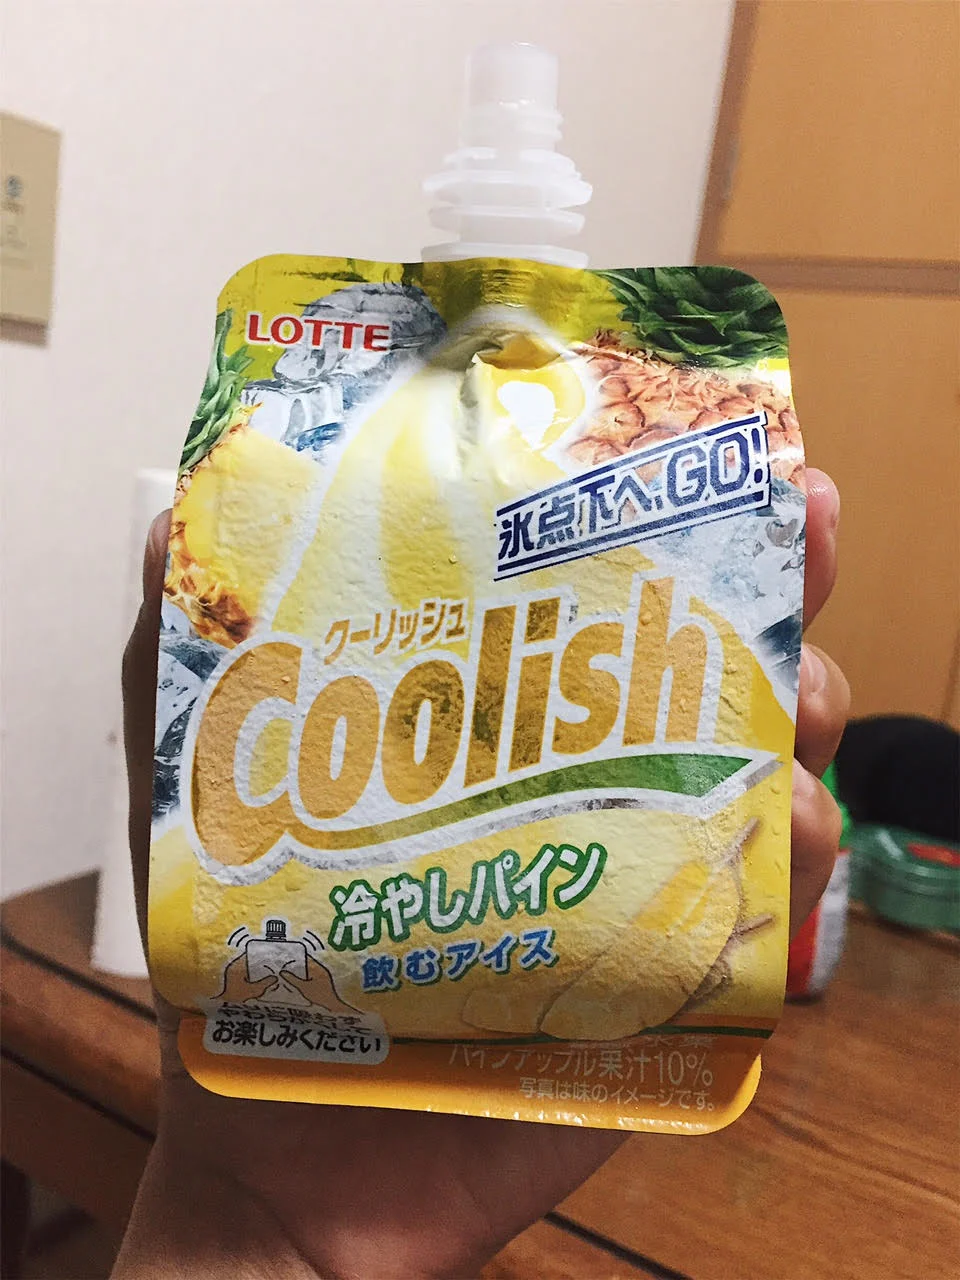 LOTTE
氷点下へ、GO!
クーリッシュ
Coolish
冷やしパイン
飲むアイス
お楽しみください
パインアップル果汁10%
写真は味のイメージです。